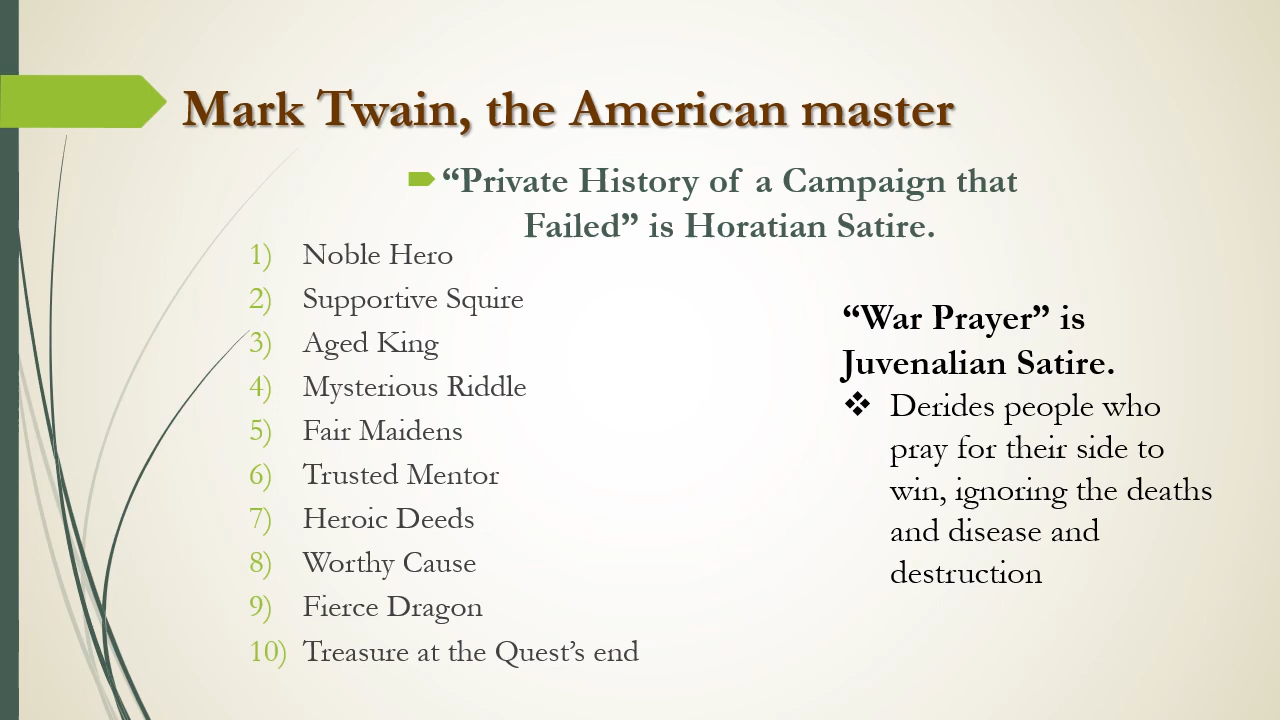 Mark Twain, the American master
“Private History of a Campaign that
Failed” is Horatian Satire.
1) Noble Hero
2) Supportive Squire
3) Aged King
4) Mysterious Riddle
5) Fair Maidens
6) Trusted Mentor
7) Heroic Deeds
8) Worthy Cause
9) Fierce Dragon
10) Treasure at the Quest’s end
“War Prayer” is
Juvenalian Satire.
❖ Derides people who
pray for their side to
win, ignoring the deaths
and disease and
destruction